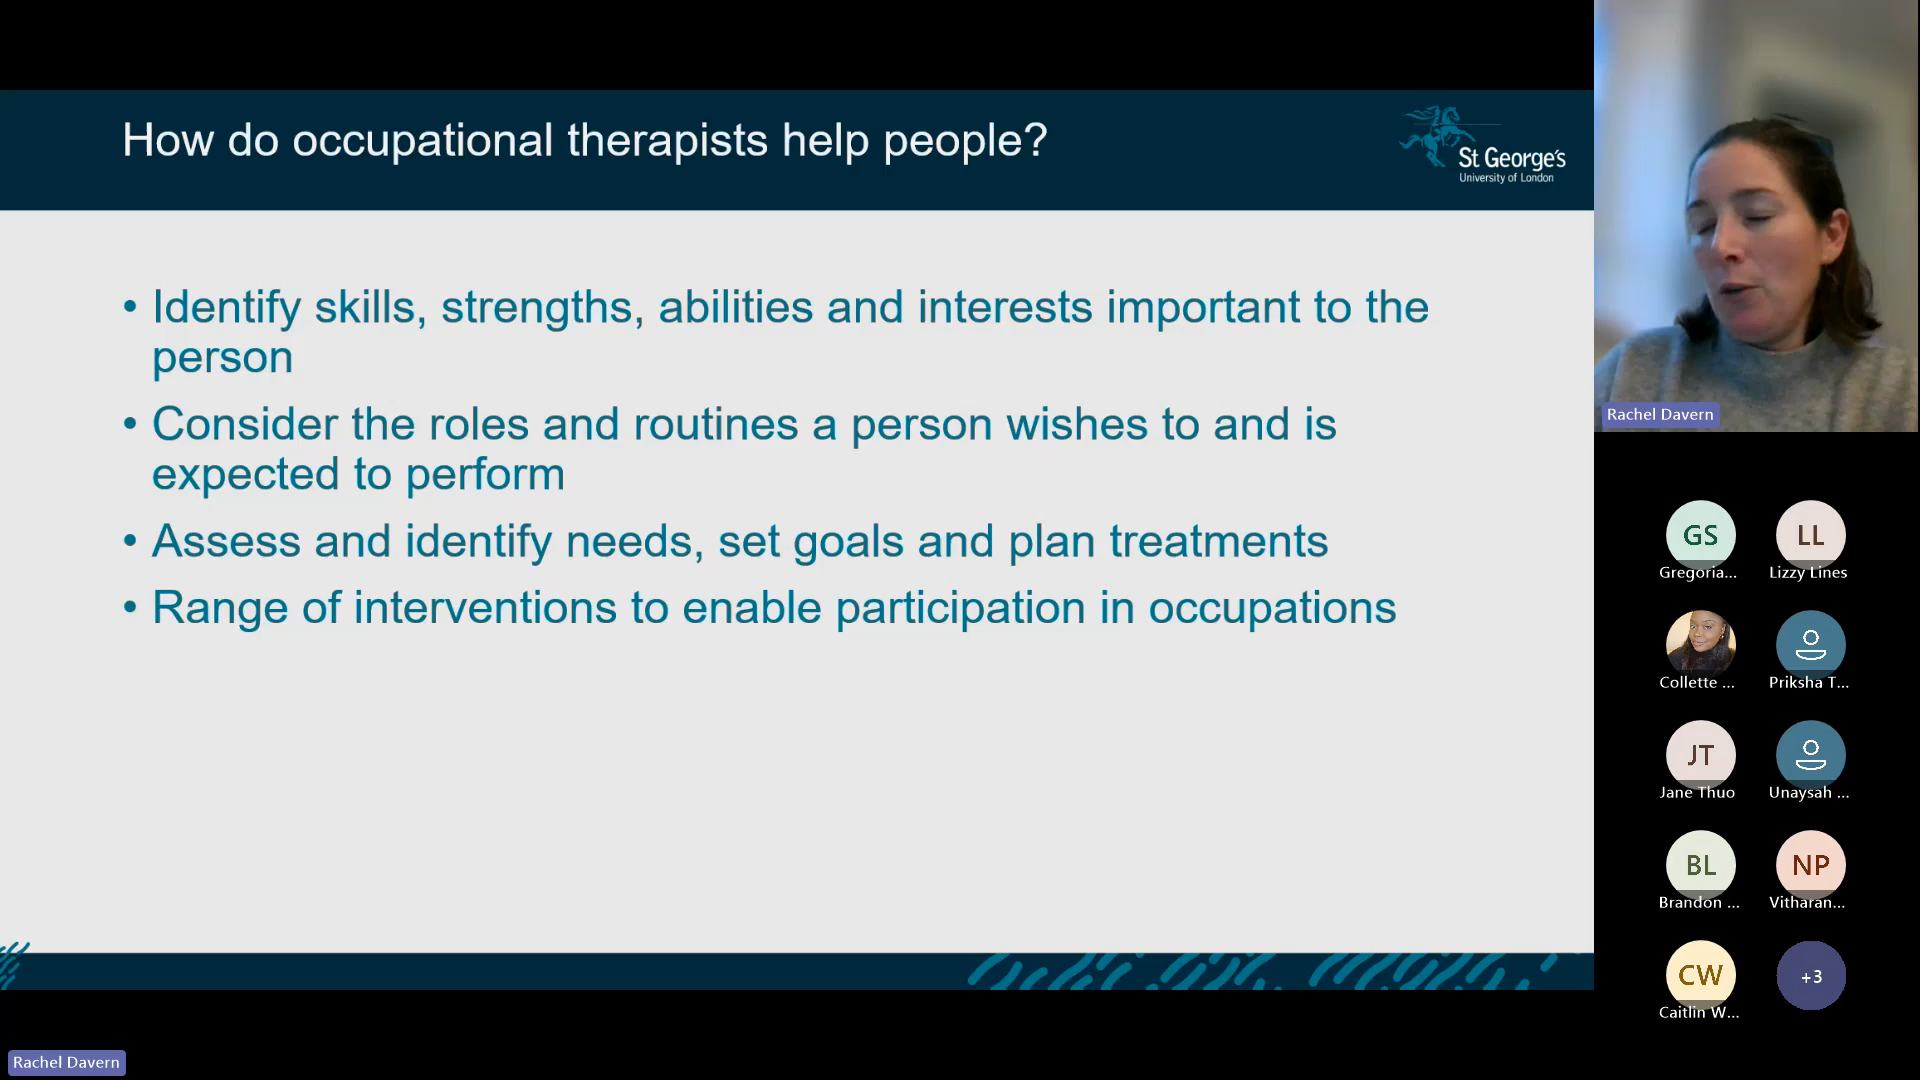 How do occupational therapists help people?
St George's
University of London
• Identify skills, strengths, abilities and interests important to the
person
• Consider the roles and routines a person wishes to and is
expected to perform
• Assess and identify needs, set goals and plan treatments
• Range of interventions to enable participation in occupations
Rachel Davern
GS
LL
Gregoria...
Lizzy Lines
Collette ...
Priksha T...
JT
Jane Thuo
Unaysah ...
BL
NP
Brandon ...
Vitharan...
CW
+3
Caitlin W...
Rachel Davern